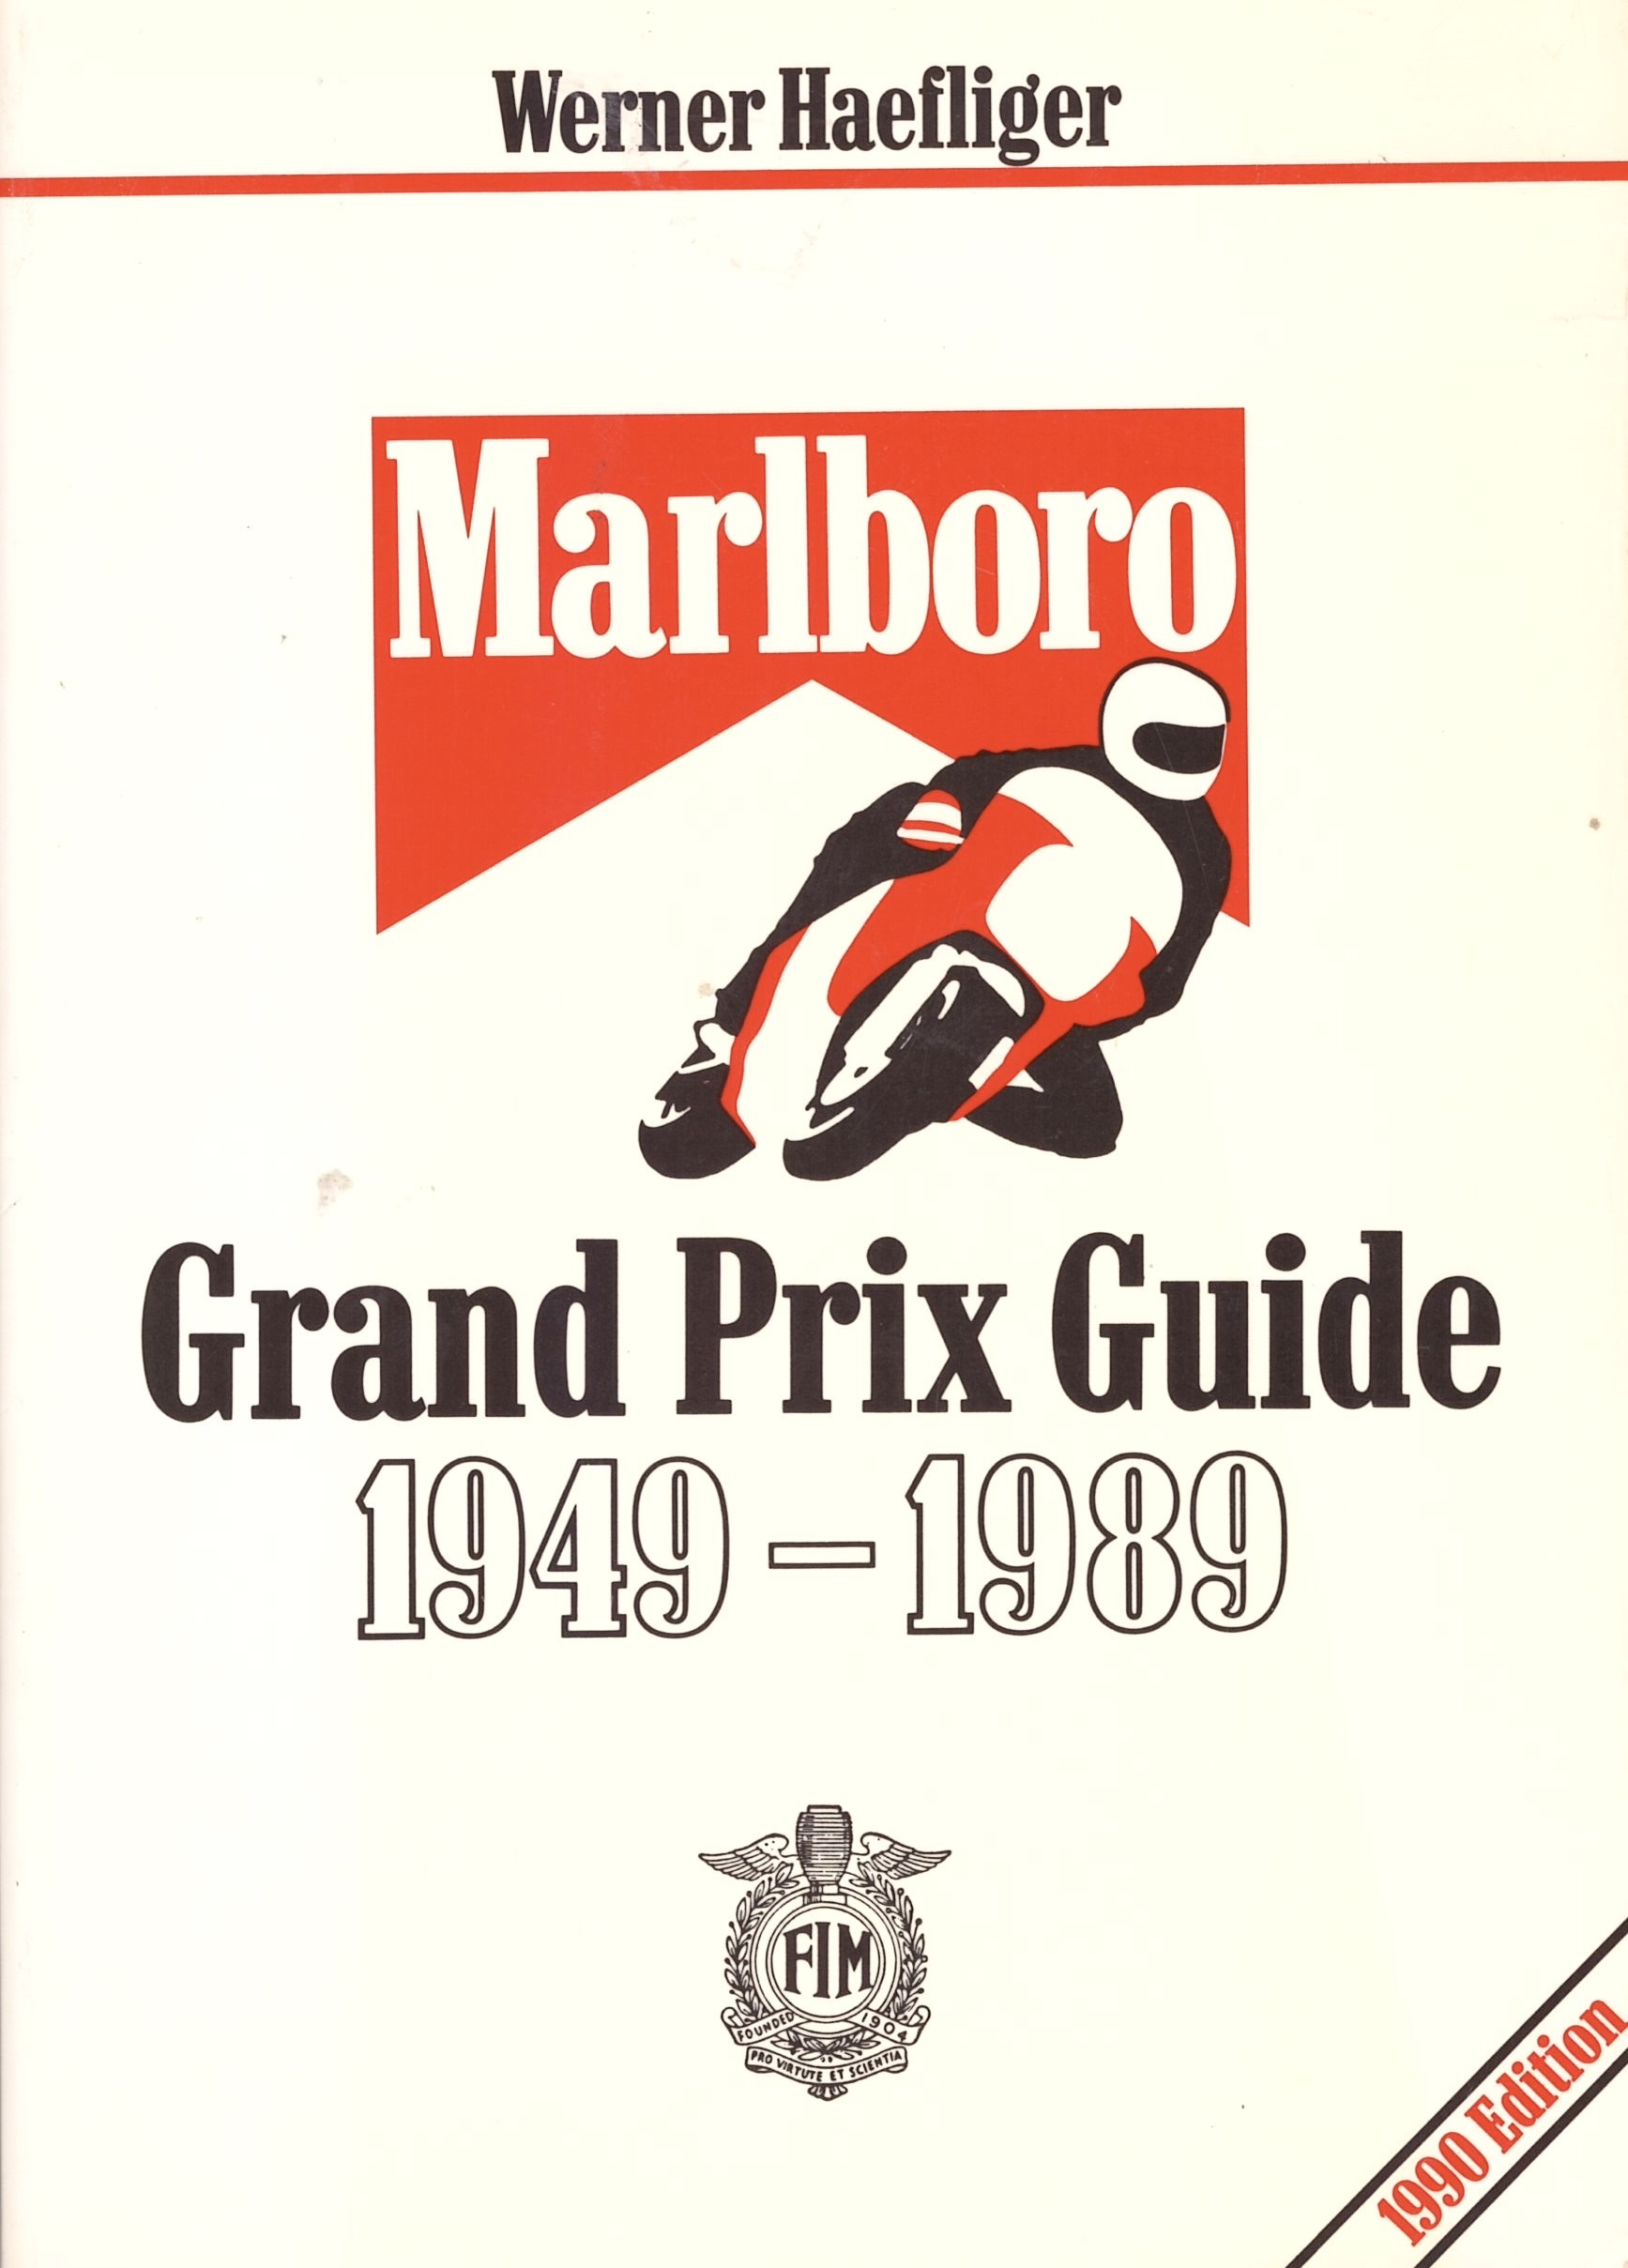 Werner Haefliger
Marlboro
Grand Prix Guide
1949 – 1989
FIM
FOUNDED 1904
PRO VIRTUTE ET SCIENTIA
1990 Edition